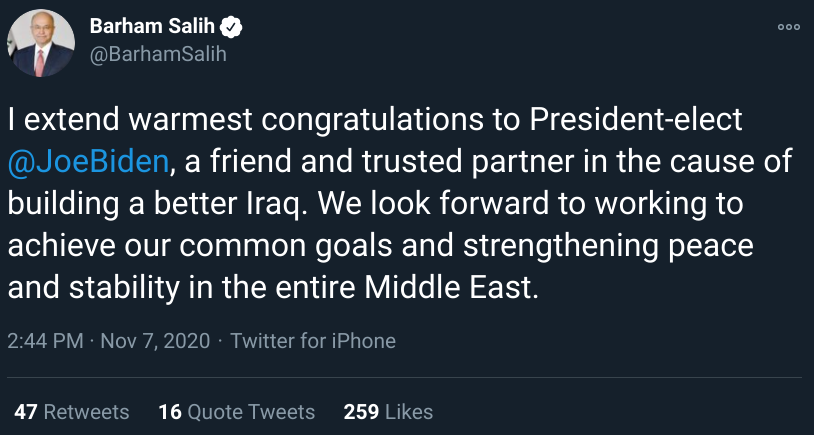 Barham Salih
@BarhamSalih
I extend warmest congratulations to President-elect
@JoeBiden, a friend and trusted partner in the cause of
building a better Iraq. We look forward to working to
achieve our common goals and strengthening peace
and stability in the entire Middle East.
2:44 PM · Nov 7, 2020 · Twitter for iPhone
47 Retweets 16 Quote Tweets 259 Likes